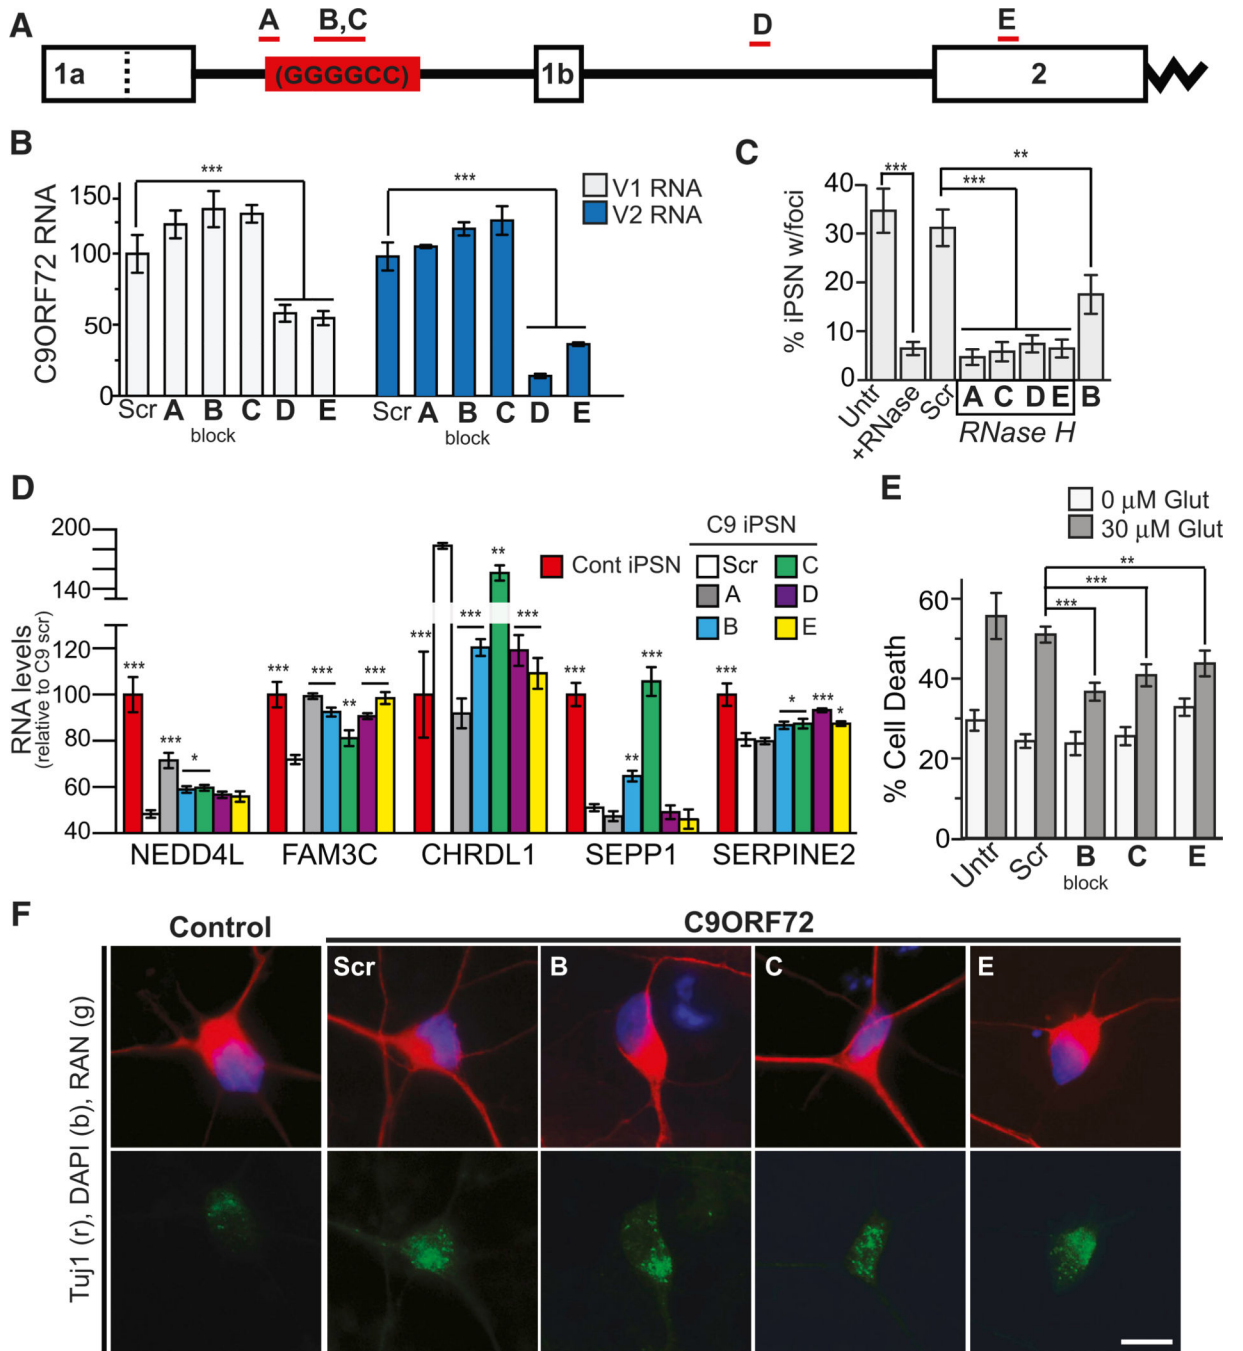 A
A
B,C
D
E
1a
(GGGGCC)
1b
2
B
C9ORF72 RNA
150
100
50
0
***
***
V1 RNA
V2 RNA
Scr A B C D E
block
Scr A B C D E
block
C
% iPSN w/foci
40
30
20
10
0
***
***
**
Untr
+RNase
Scr
A C D E B
RNase H
D
RNA levels
(relative to C9 scr)
200
140
120
100
80
60
40
Cont iPSN
C9 iPSN
Scr
A
B
C
D
E
*** *** *
*** *** ** ***
*** *** ** ***
*** ** ***
*** * *** *
NEDD4L FAM3C CHRDL1 SEPP1 SERPINE2
E
0 µM Glut
30 µM Glut
% Cell Death
60
40
20
0
**
***
***
Untr Scr B C E
block
F
Control
C9ORF72
Scr
B
C
E
Tuj1 (r), DAPI (b), RAN (g)